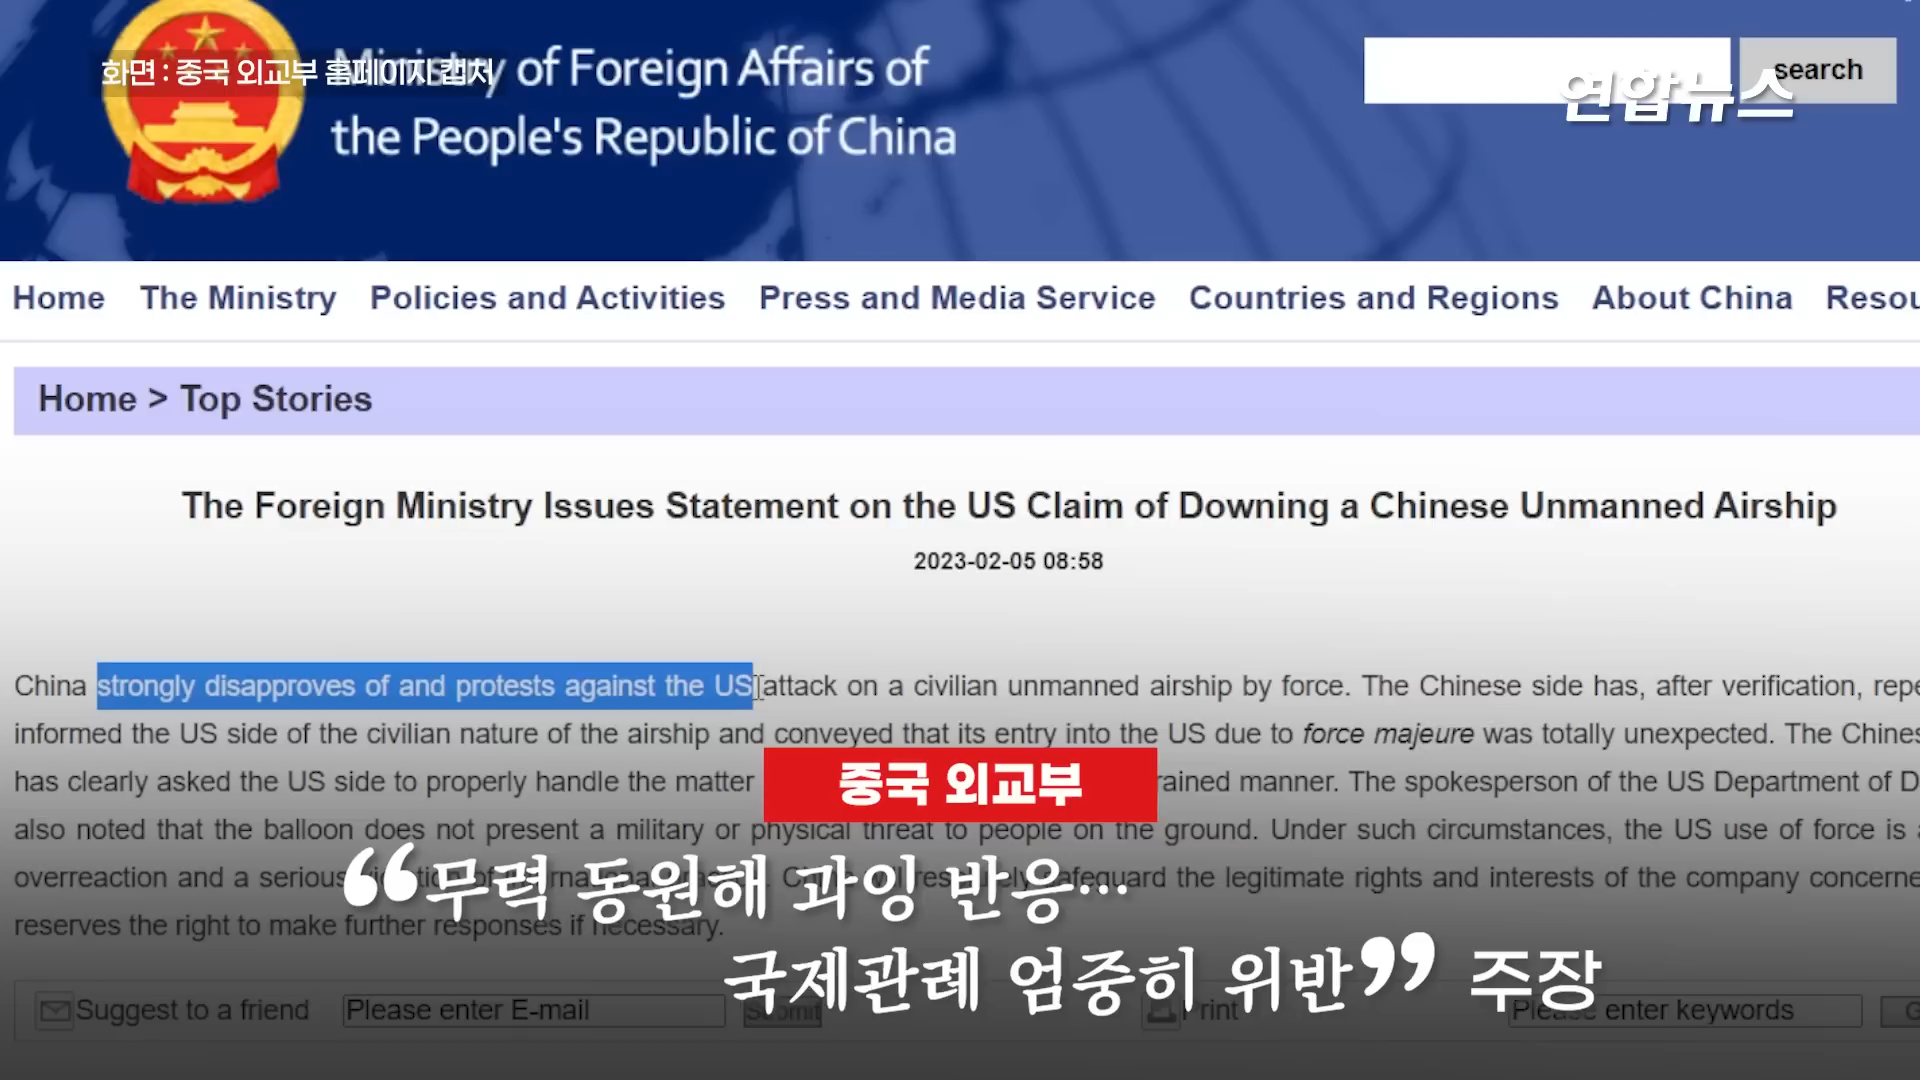 Ministry of Foreign Affairs of
the People's Republic of China
화면 : 중국 외교부 홈페이지 캡처
search
연합뉴스
Home The Ministry Policies and Activities Press and Media Service Countries and Regions About China Resou
Home > Top Stories
The Foreign Ministry Issues Statement on the US Claim of Downing a Chinese Unmanned Airship
2023-02-05 08:58
China strongly disapproves of and protests against the US attack on a civilian unmanned airship by force. The Chinese side has, after verification, repe
informed the US side of the civilian nature of the airship and conveyed that its entry into the US due to force majeure was totally unexpected. The Chines
has clearly asked the US side to properly handle the matter rained manner. The spokesperson of the US Department of D
also noted that the balloon does not present a military or physical threat to people on the ground. Under such circumstances, the US use of force is a
overreaction and a serious safeguard the legitimate rights and interests of the company concerne
reserves the right to make further responses if necessary.
중국 외교부
“무력 동원해 과잉 반응…
국제관례 엄중히 위반” 주장
Suggest to a friend Please enter E-mail Submit Print Please enter keywords G